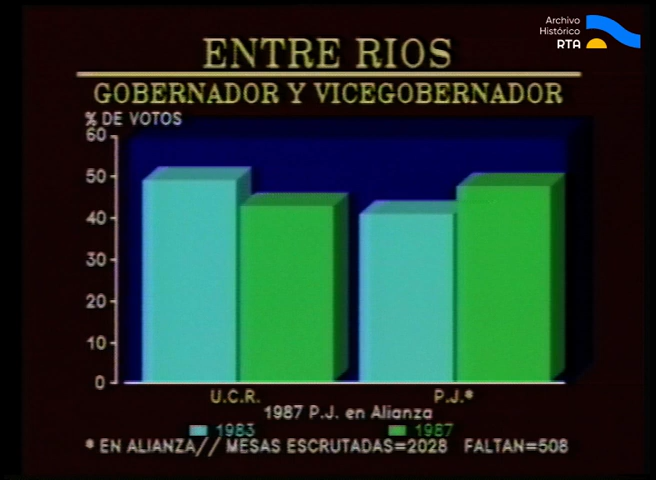 Archivo
Histórico
RTA
ENTRE RIOS
GOBERNADOR Y VICEGOBERNADOR
% DE VOTOS
60
50
40
30
20
10
0
U.C.R. P.J.*
1987 P.J. en Alianza
1983 1987
* EN ALIANZA// MESAS ESCRUTADAS=2028 FALTAN=508